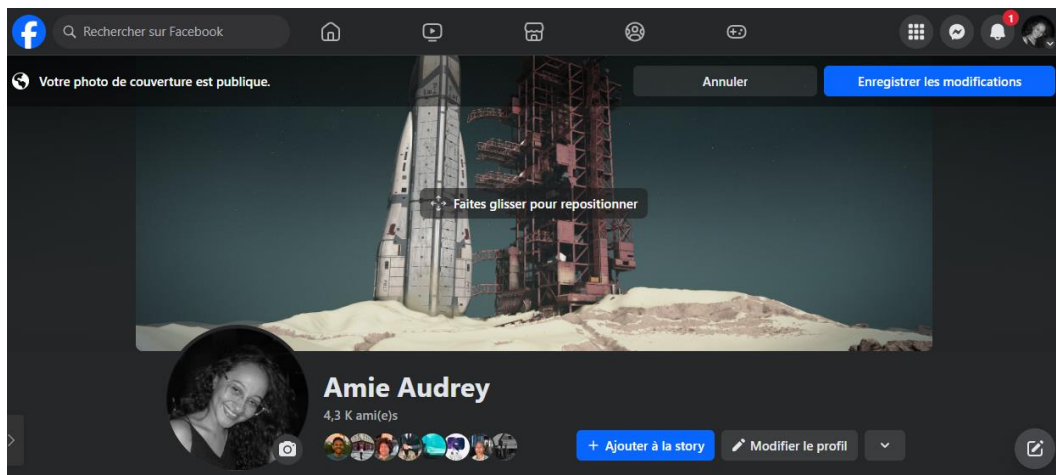 Rechercher sur Facebook
1
Votre photo de couverture est publique.
Annuler
Enregistrer les modifications
Faites glisser pour repositionner
Amie Audrey
4,3 K ami(e)s
+ Ajouter à la story
Modifier le profil